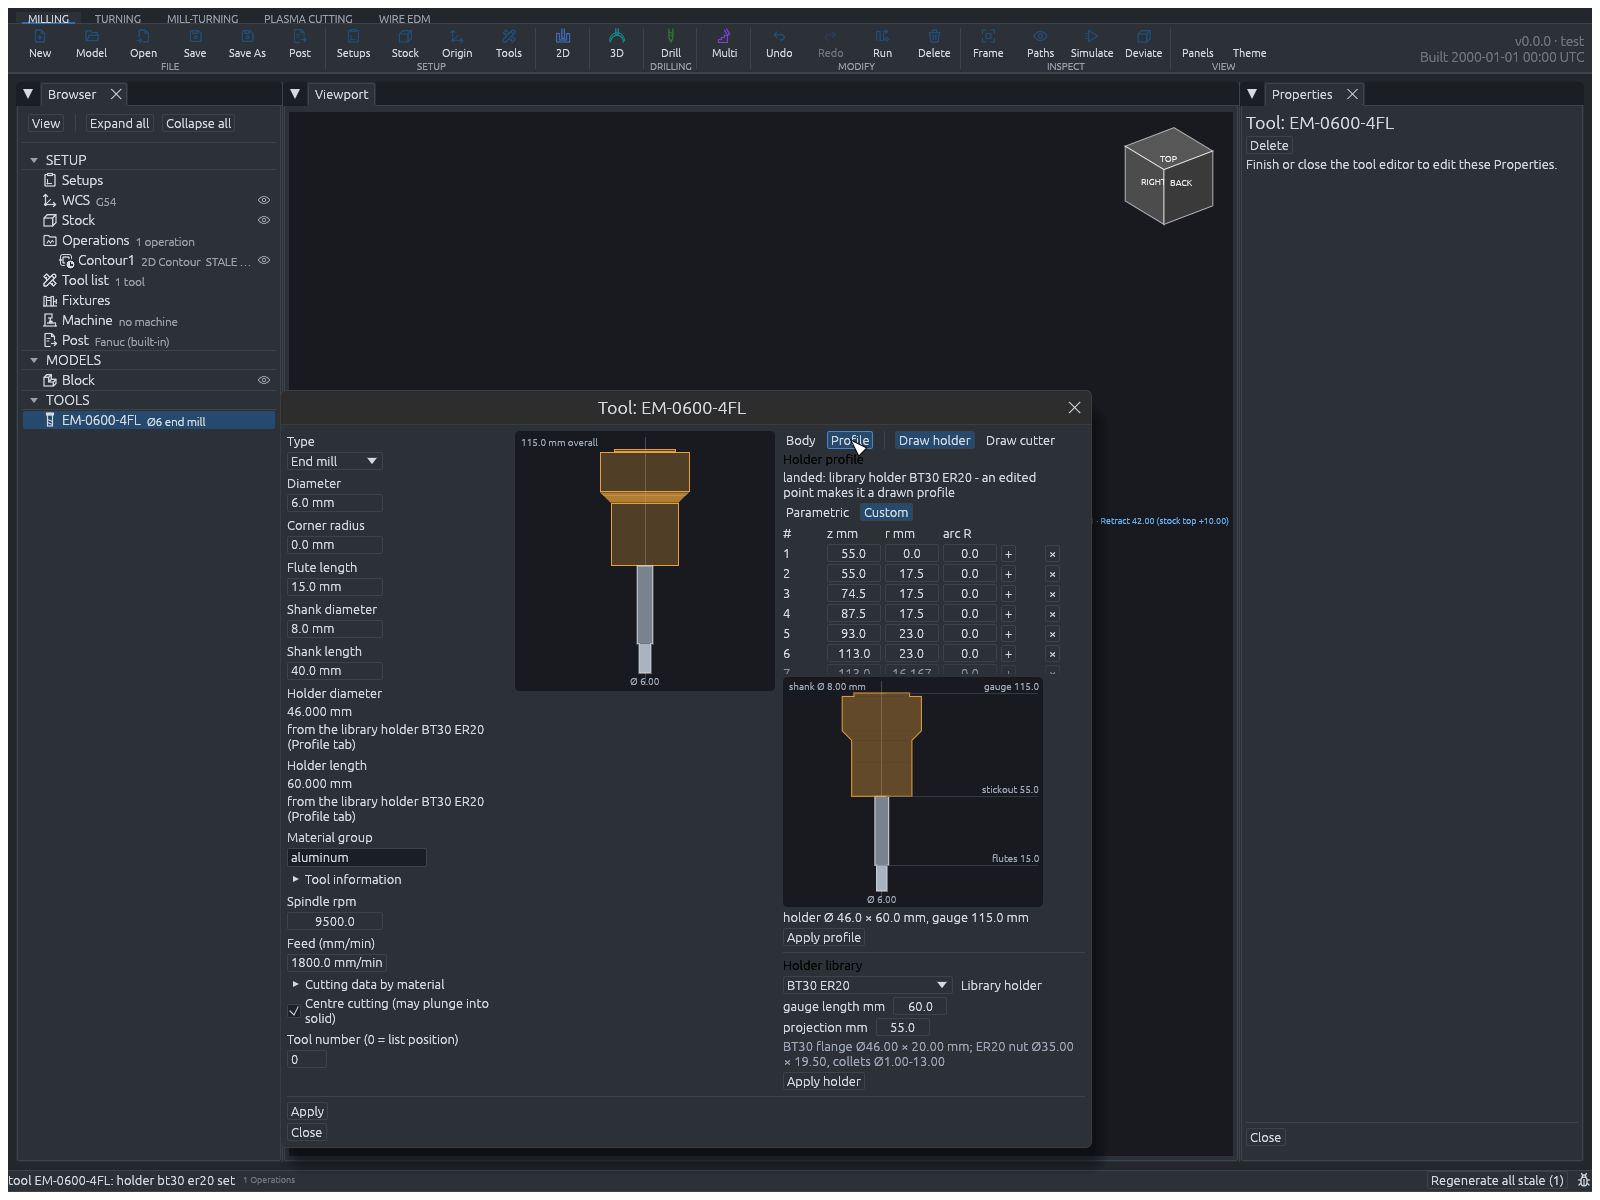 MILLING TURNING MILL-TURNING PLASMA CUTTING WIRE EDM
New Model Open Save Save As Post Setups Stock Origin Tools 2D 3D Drill Multi Undo Redo Run Delete Frame Paths Simulate Deviate Panels Theme
FILE SETUP DRILLING MODIFY INSPECT VIEW
v0.0.0 · test
Built 2000-01-01 00:00 UTC
Browser
View Expand all Collapse all
SETUP
Setups
WCS G54
Stock
Operations 1 operation
Contour1 2D Contour STALE ...
Tool list 1 tool
Fixtures
Machine no machine
Post Fanuc (built-in)
MODELS
Block
TOOLS
EM-0600-4FL Ø6 end mill
Viewport
TOP
RIGHT BACK
- Retract 42.00 (stock top +10.00)
Properties
Tool: EM-0600-4FL
Delete
Finish or close the tool editor to edit these Properties.
Close
Tool: EM-0600-4FL
Type
End mill
Diameter
6.0 mm
Corner radius
0.0 mm
Flute length
15.0 mm
Shank diameter
8.0 mm
Shank length
40.0 mm
Holder diameter
46.000 mm
from the library holder BT30 ER20
(Profile tab)
Holder length
60.000 mm
from the library holder BT30 ER20
(Profile tab)
Material group
aluminum
Tool information
Spindle rpm
9500.0
Feed (mm/min)
1800.0 mm/min
Cutting data by material
Centre cutting (may plunge into
solid)
Tool number (0 = list position)
0
Apply
Close
115.0 mm overall
Ø 6.00
Body Profile Draw holder Draw cutter
Holder profile
landed: library holder BT30 ER20 - an edited
point makes it a drawn profile
Parametric Custom
# z mm r mm arc R
1 55.0 0.0 0.0 + ×
2 55.0 17.5 0.0 + ×
3 74.5 17.5 0.0 + ×
4 87.5 17.5 0.0 + ×
5 93.0 23.0 0.0 + ×
6 113.0 23.0 0.0 + ×
7 113.0 16.167 0.0 + ×
shank Ø 8.00 mm gauge 115.0
stickout 55.0
flutes 15.0
Ø 6.00
holder Ø 46.0 × 60.0 mm, gauge 115.0 mm
Apply profile
Holder library
BT30 ER20 Library holder
gauge length mm 60.0
projection mm 55.0
BT30 flange Ø46.00 × 20.00 mm; ER20 nut Ø35.00
× 19.50, collets Ø1.00-13.00
Apply holder
tool EM-0600-4FL: holder bt30 er20 set 1 Operations
Regenerate all stale (1)